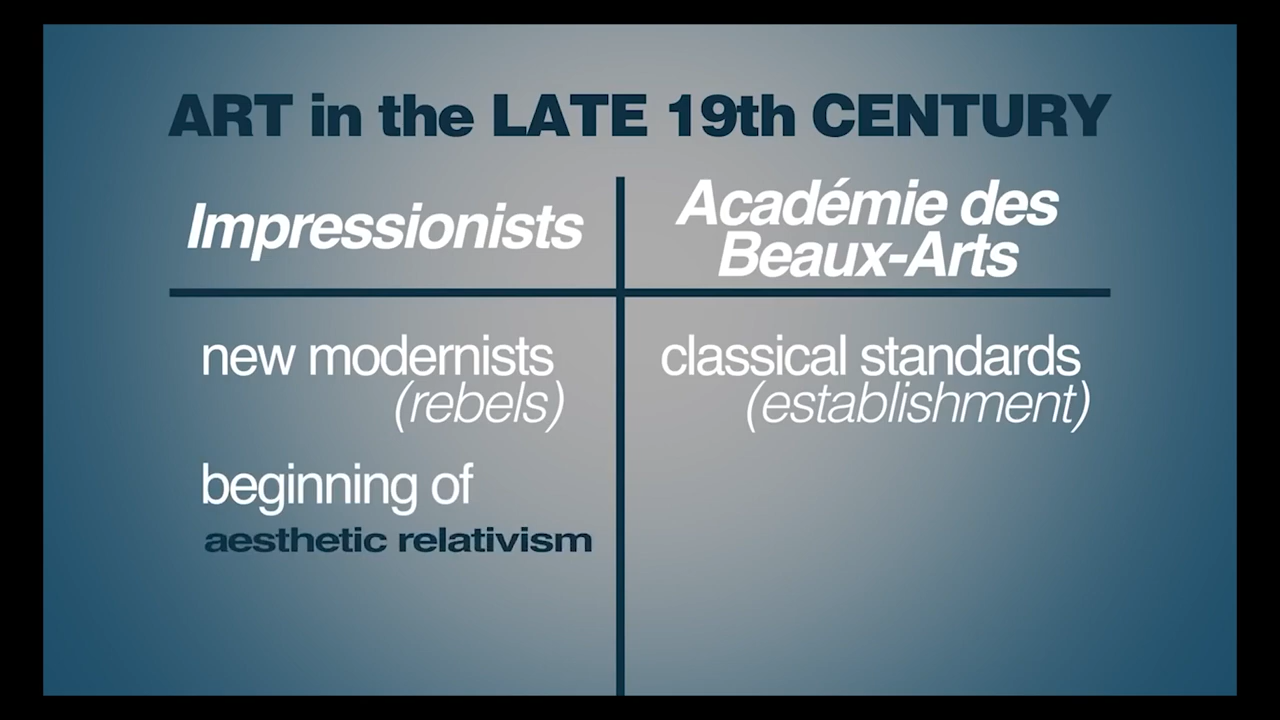 ART in the LATE 19th CENTURY
Impressionists
Académie des
Beaux-Arts
new modernists
(rebels)
classical standards
(establishment)
beginning of
aesthetic relativism